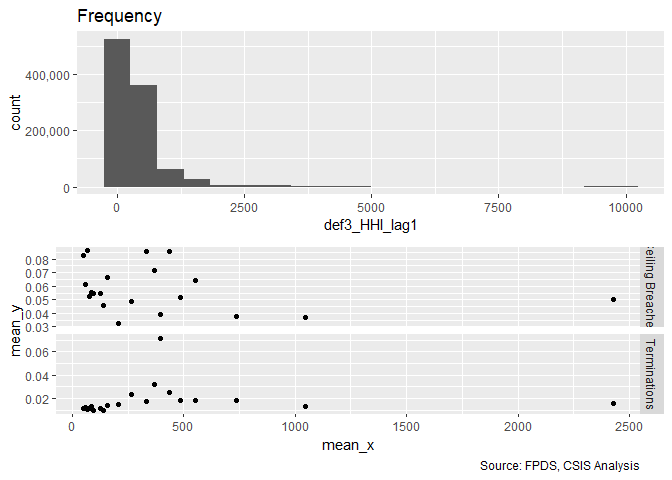 Frequency
400,000
200,000
0
count
0
2500
5000
7500
10000
def3_HHI_lag1
0.08
0.07
0.06
0.05
0.04
0.03
Ceiling Breaches
0.06
0.04
0.02
Terminations
mean_y
0
500
1000
1500
2000
2500
mean_x
Source: FPDS, CSIS Analysis